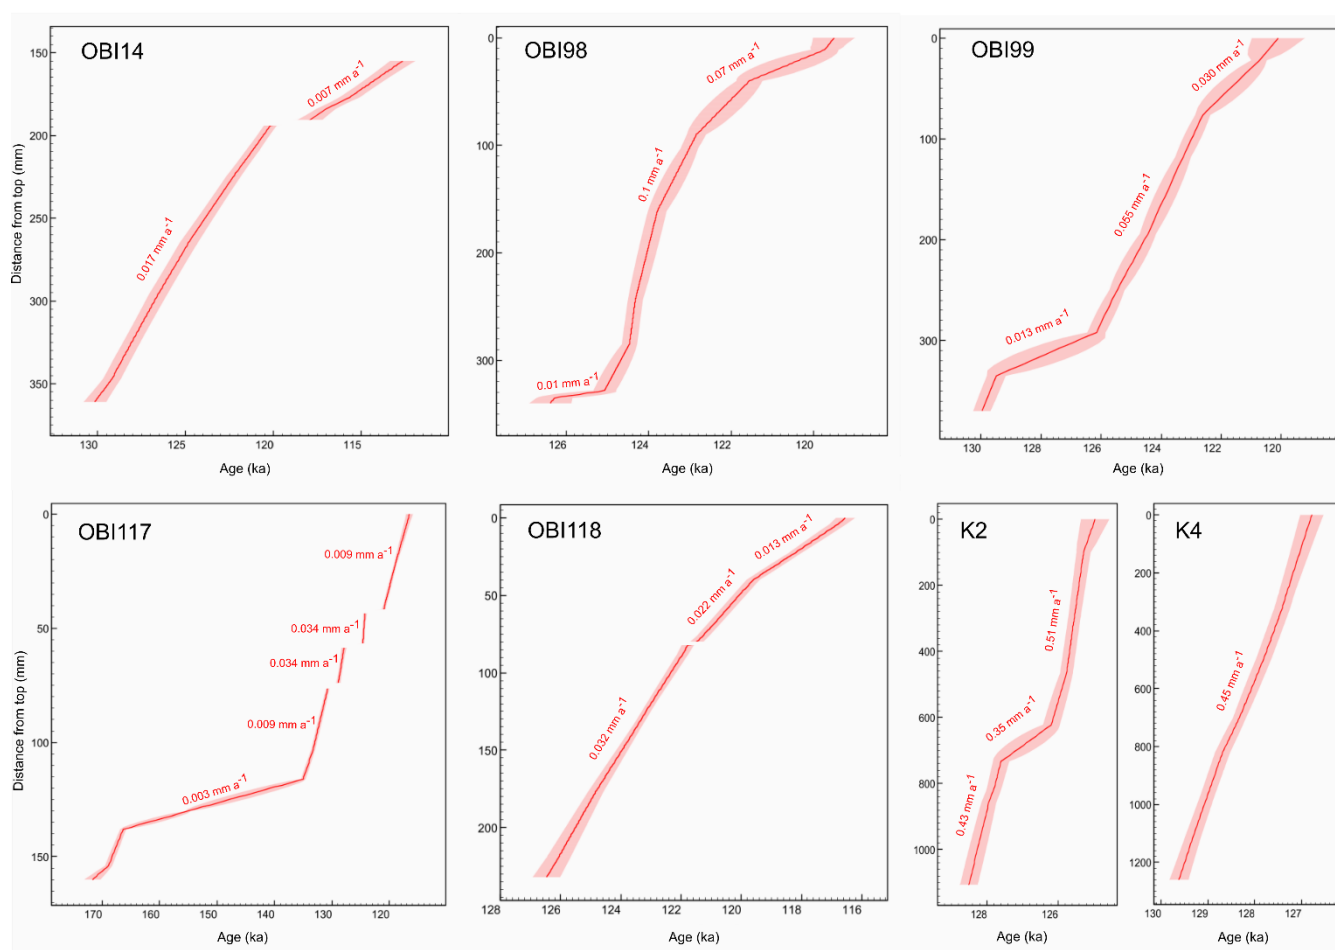 OBI14
150
200
250
300
350
Distance from top (mm)
0.007 mm a⁻¹
0.017 mm a⁻¹
130
125
120
115
Age (ka)
OBI98
0
100
200
300
0.07 mm a⁻¹
0.1 mm a⁻¹
0.01 mm a⁻¹
126
124
122
120
Age (ka)
OBI99
0
100
200
300
0.030 mm a⁻¹
0.055 mm a⁻¹
0.013 mm a⁻¹
130
128
126
124
122
120
Age (ka)
OBI117
0
50
100
150
Distance from top (mm)
0.009 mm a⁻¹
0.034 mm a⁻¹
0.034 mm a⁻¹
0.009 mm a⁻¹
0.003 mm a⁻¹
170
160
150
140
130
120
Age (ka)
OBI118
0
50
100
150
200
0.013 mm a⁻¹
0.022 mm a⁻¹
0.032 mm a⁻¹
128
126
124
122
120
118
116
Age (ka)
K2
0
200
400
600
800
1000
0.51 mm a⁻¹
0.35 mm a⁻¹
0.43 mm a⁻¹
128
126
Age (ka)
K4
0
200
400
600
800
1000
1200
0.45 mm a⁻¹
130
129
128
127
Age (ka)